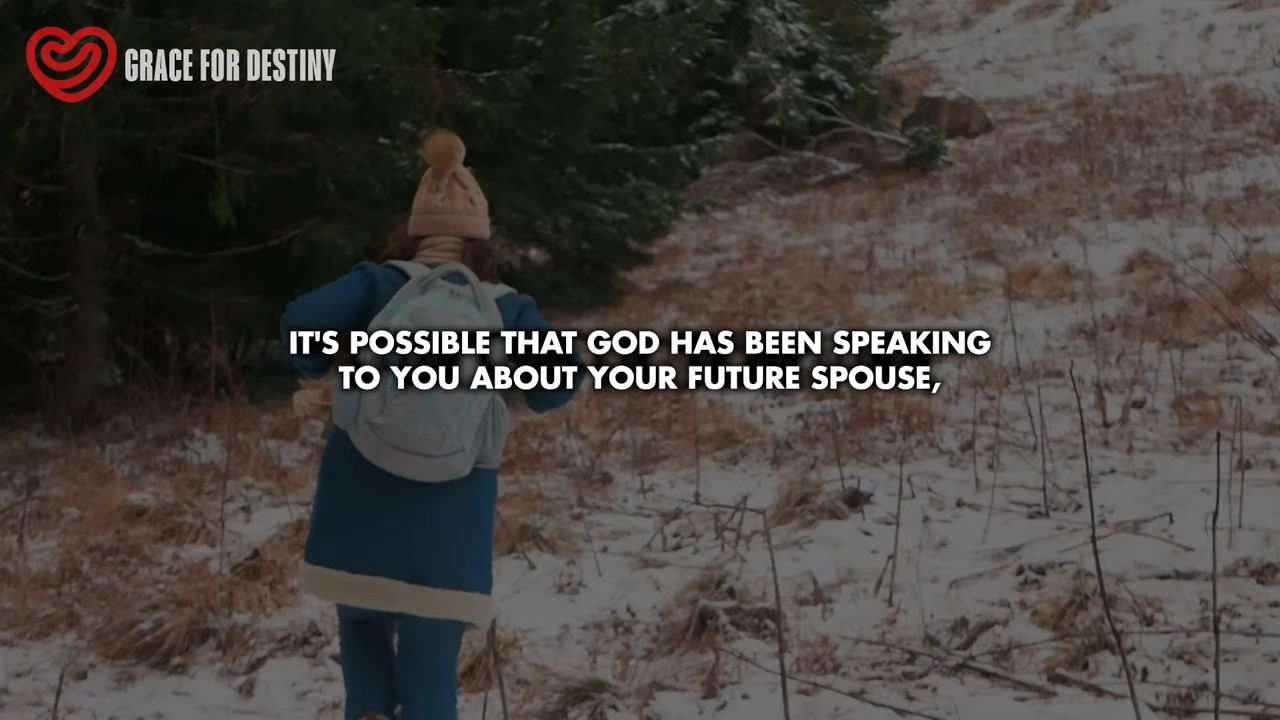 GRACE FOR DESTINY
IT'S POSSIBLE THAT GOD HAS BEEN SPEAKING
TO YOU ABOUT YOUR FUTURE SPOUSE,